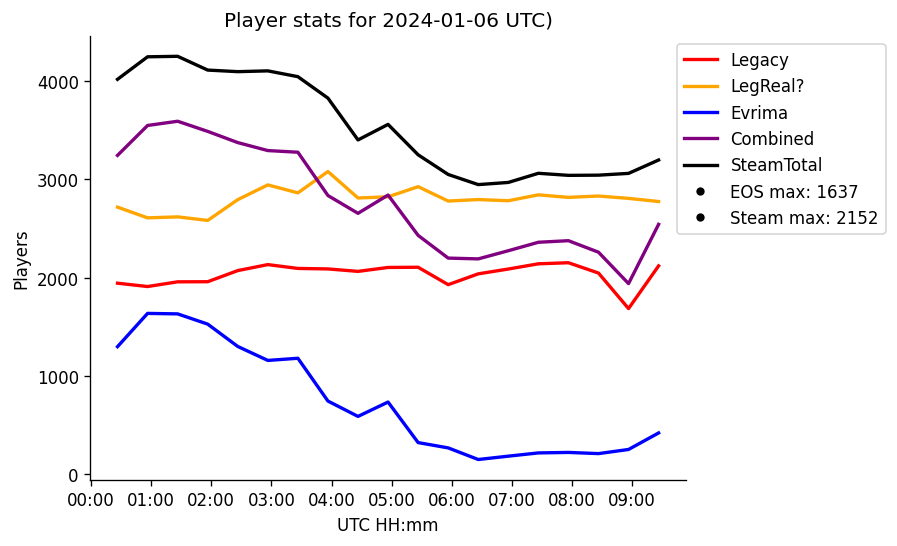 Player stats for 2024-01-06 UTC)
Legacy
LegReal?
Evrima
Combined
SteamTotal
EOS max: 1637
Steam max: 2152
Players
4000
3000
2000
1000
0
00:00 01:00 02:00 03:00 04:00 05:00 06:00 07:00 08:00 09:00
UTC HH:mm